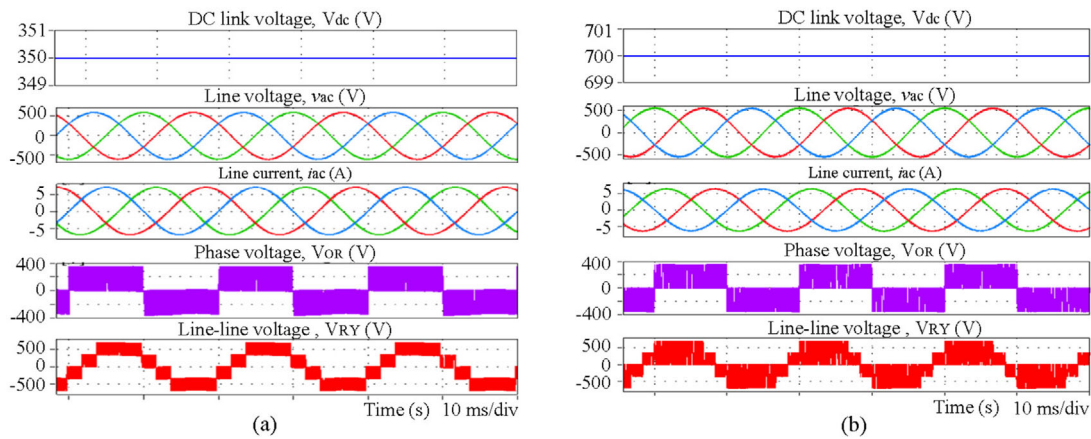 DC link voltage, Vdc (V)
351
350
349
Line voltage, vac (V)
500
0
-500
Line current, iac (A)
5
0
-5
Phase voltage, VOR (V)
400
0
-400
Line-line voltage , VRY (V)
500
0
-500
Time (s) 10 ms/div
(a)
DC link voltage, Vdc (V)
701
700
699
Line voltage, vac (V)
500
0
-500
Line current, iac (A)
5
0
-5
Phase voltage, VOR (V)
400
0
-400
Line-line voltage , VRY (V)
500
0
-500
Time (s) 10 ms/div
(b)